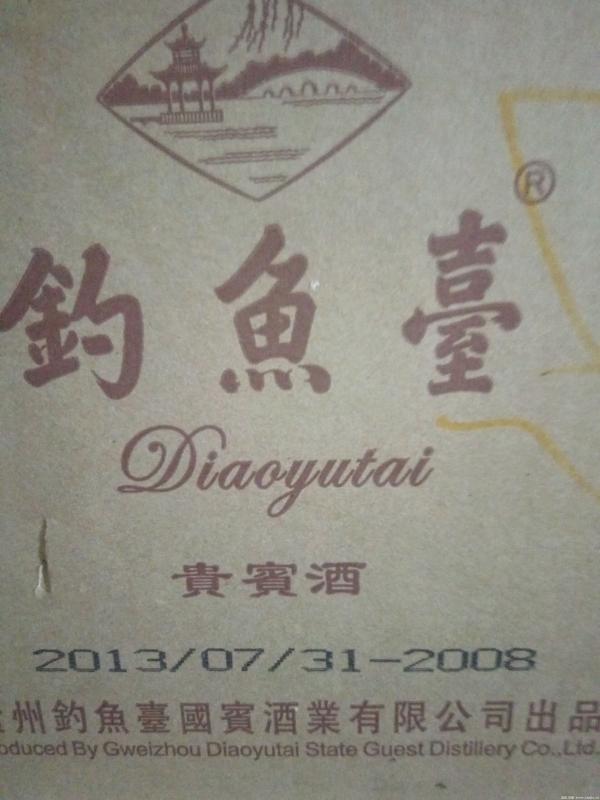 ®
釣魚臺
Diaoyutai
貴賓酒
2013/07/31-2008
州釣魚臺國賓酒業有限公司出品
oduced By Gweizhou Diaoyutai State Guest Distillery Co.,Ltd.